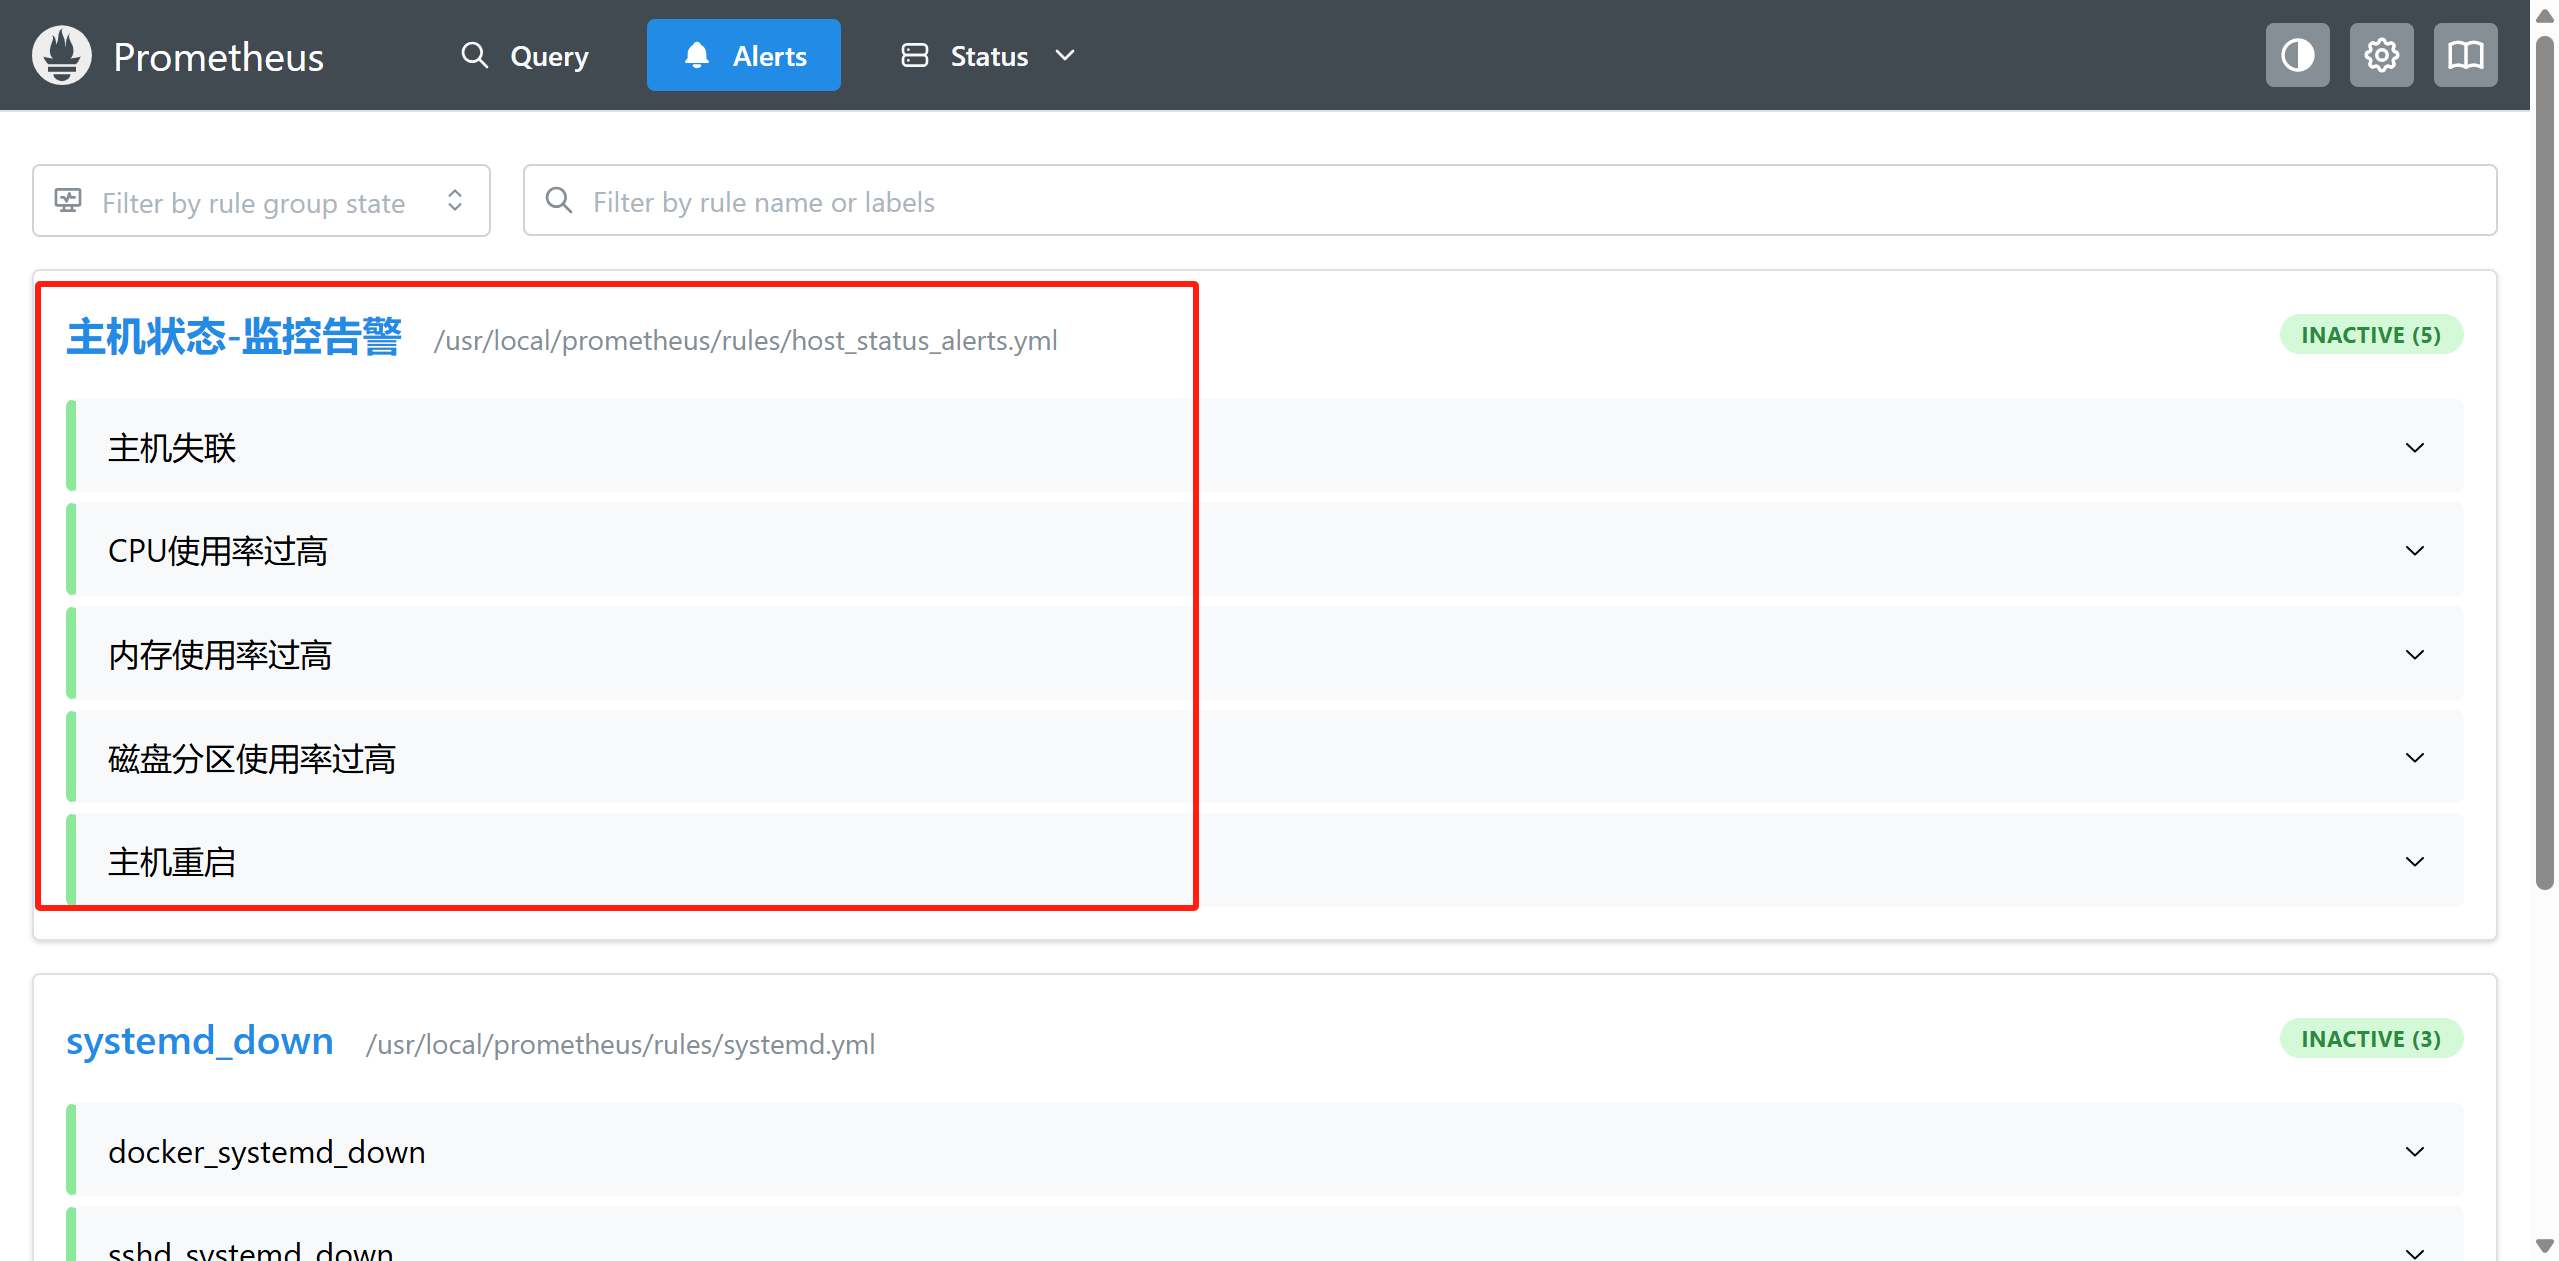 Prometheus
Query
Alerts
Status
Filter by rule group state
Filter by rule name or labels
主机状态-监控告警 /usr/local/prometheus/rules/host_status_alerts.yml
INACTIVE (5)
主机失联
CPU使用率过高
内存使用率过高
磁盘分区使用率过高
主机重启
systemd_down /usr/local/prometheus/rules/systemd.yml
INACTIVE (3)
docker_systemd_down
sshd_systemd_down